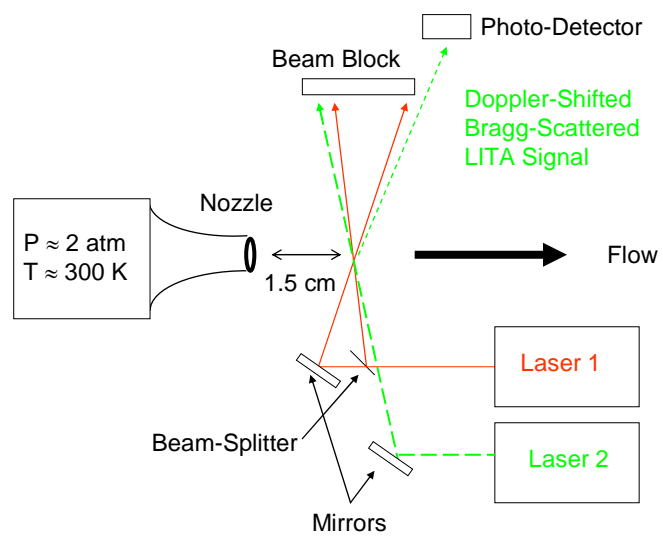 Photo-Detector
Beam Block
Doppler-Shifted
Bragg-Scattered
LITA Signal
Nozzle
P ≈ 2 atm
T ≈ 300 K
1.5 cm
Flow
Laser 1
Beam-Splitter
Laser 2
Mirrors